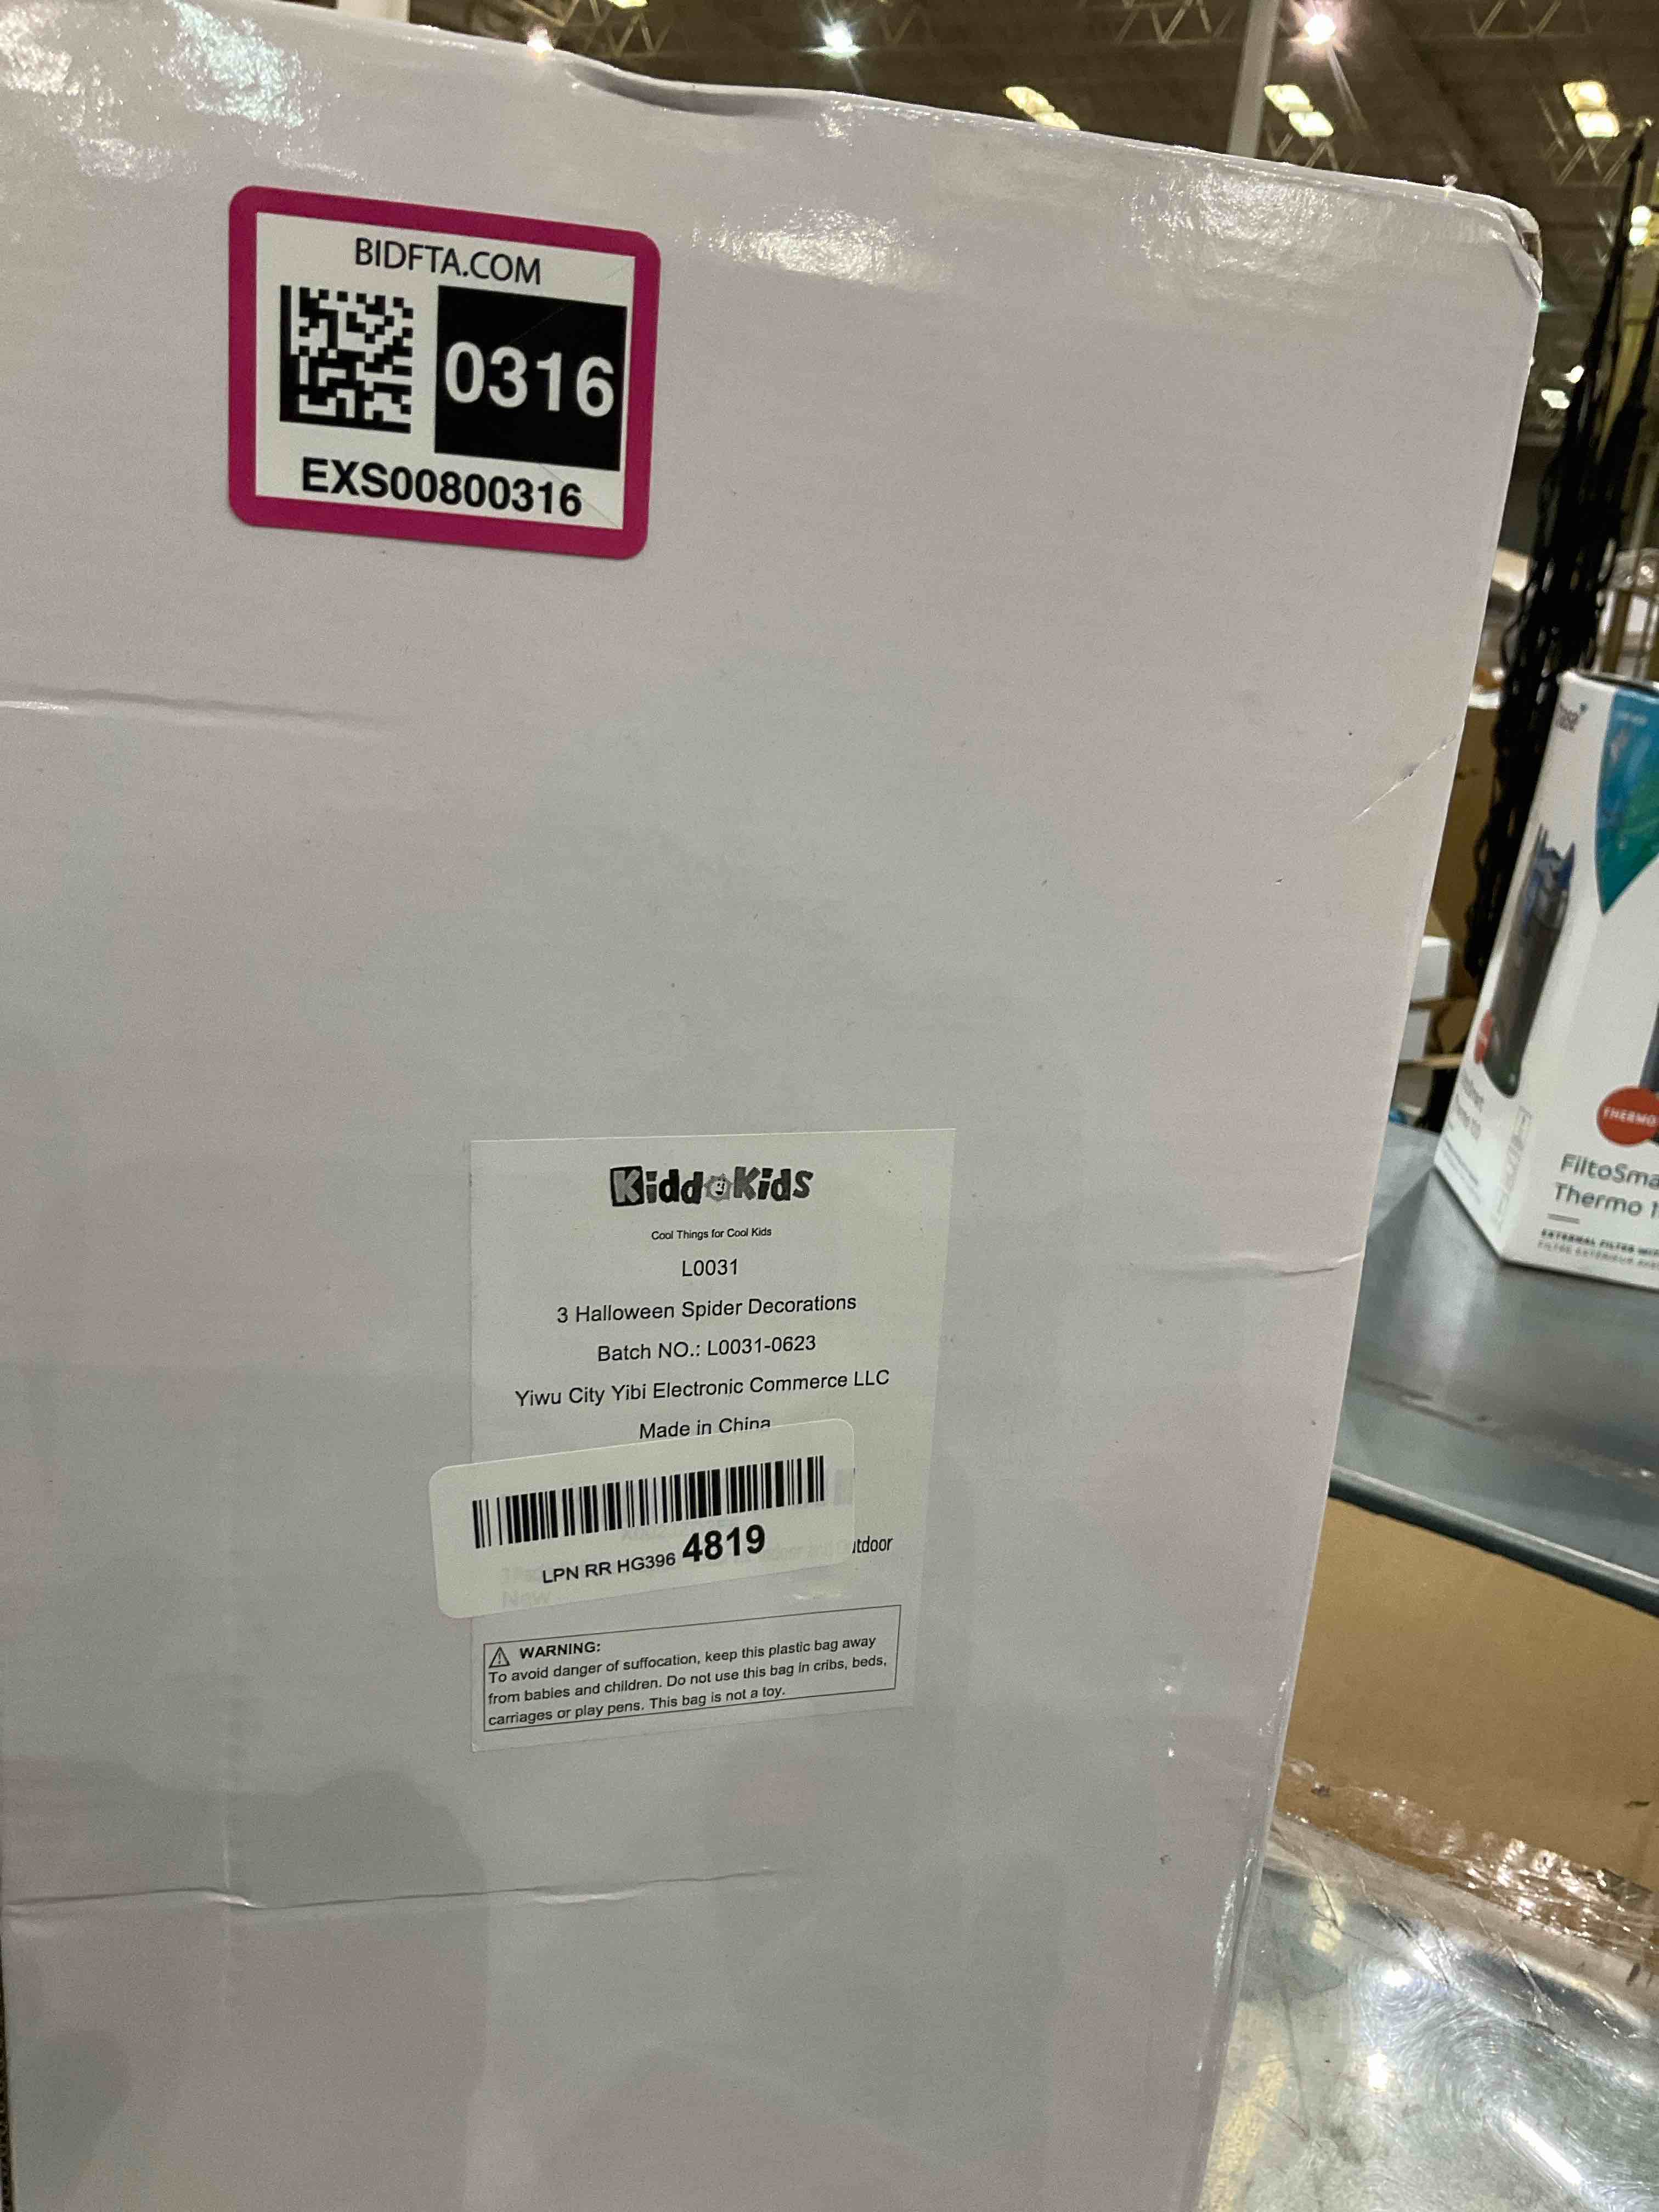 BIDFTA.COM
0316
EXS00800316
KiddoKids
Cool Things for Cool Kids
L0031
3 Halloween Spider Decorations
Batch NO.: L0031-0623
Yiwu City Yibi Electronic Commerce LLC
Made in China
LPN RR HG396 4819
New
WARNING:
To avoid danger of suffocation, keep this plastic bag away
from babies and children. Do not use this bag in cribs, beds,
carriages or play pens. This bag is not a toy.
THERMO
Thermo